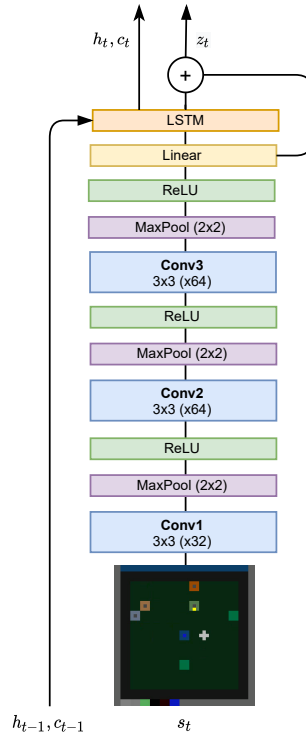 h_t, c_t
z_t
+
LSTM
Linear
ReLU
MaxPool (2x2)
Conv3
3x3 (x64)
ReLU
MaxPool (2x2)
Conv2
3x3 (x64)
ReLU
MaxPool (2x2)
Conv1
3x3 (x32)
h_{t-1}, c_{t-1}
s_t